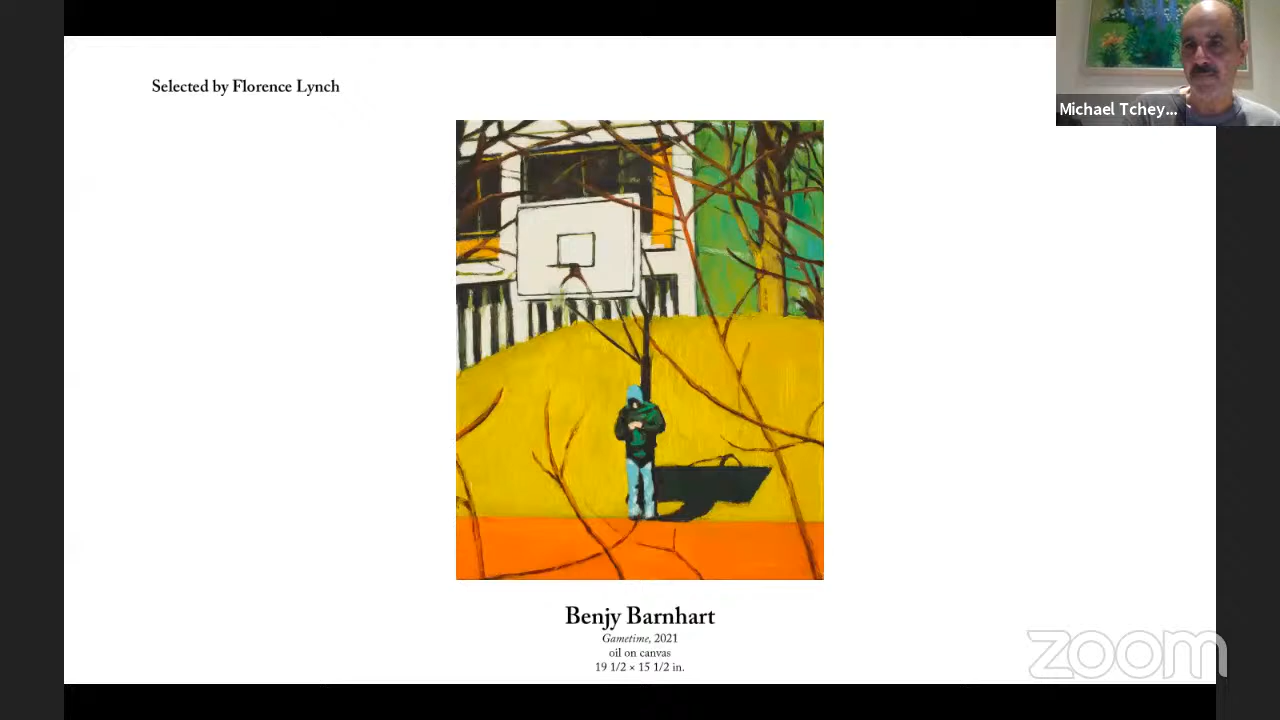 Selected by Florence Lynch
Michael Tchey...
Benjy Barnhart
Gametime, 2021
oil on canvas
19 1/2 × 15 1/2 in.
zoom